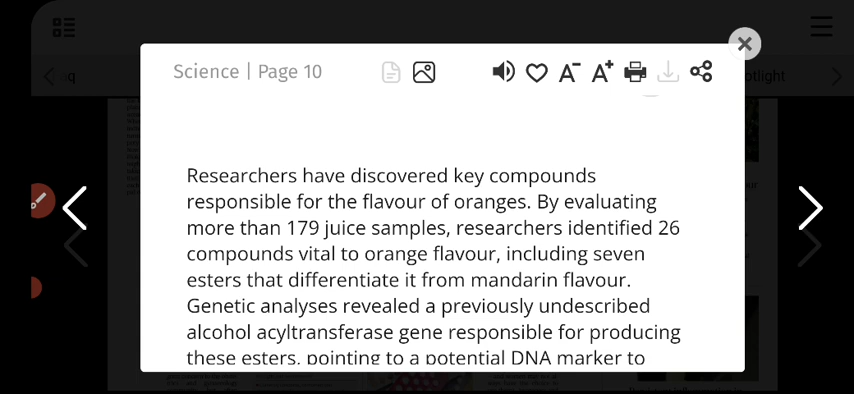 Science | Page 10
A-
A+
Researchers have discovered key compounds
responsible for the flavour of oranges. By evaluating
more than 179 juice samples, researchers identified 26
compounds vital to orange flavour, including seven
esters that differentiate it from mandarin flavour.
Genetic analyses revealed a previously undescribed
alcohol acyltransferase gene responsible for producing
these esters, pointing to a potential DNA marker to